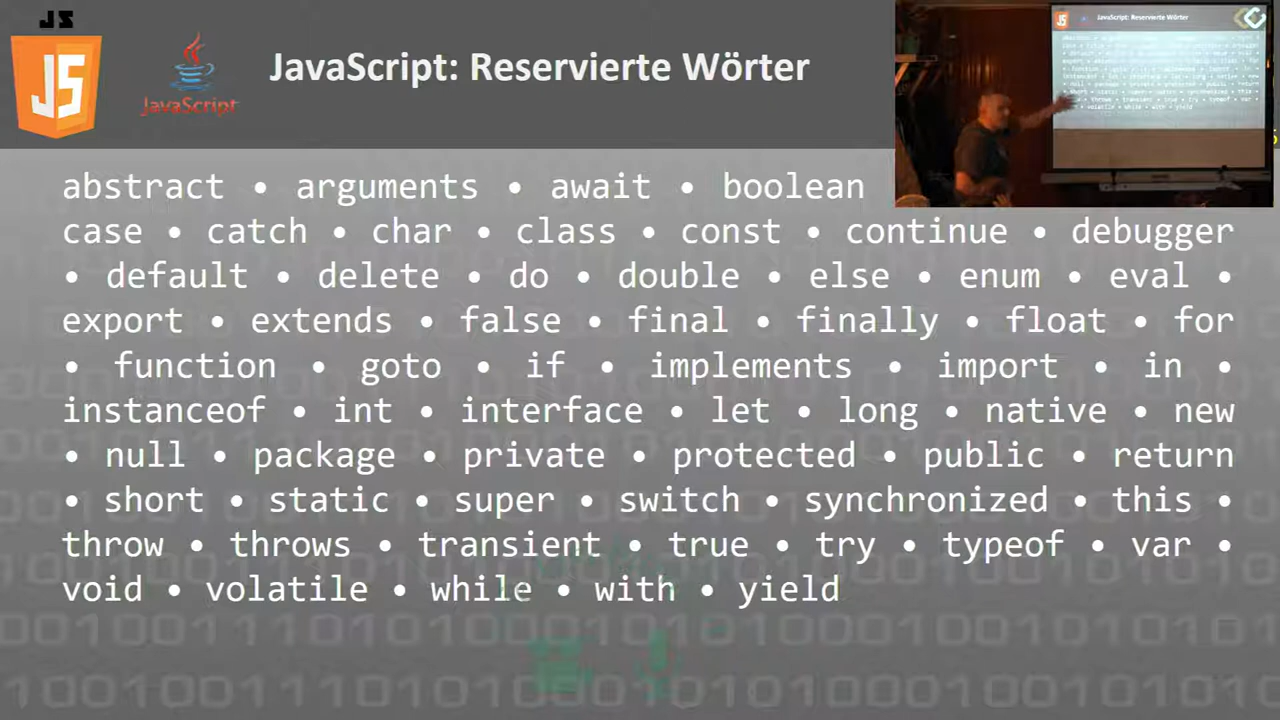 JS
JS
JavaScript
JavaScript: Reservierte Wörter
JavaScript: Reservierte Wörter
abstract • arguments • await • boolean
case • catch • char • class • const • continue • debugger
• default • delete • do • double • else • enum • eval •
export • extends • false • final • finally • float • for
• function • goto • if • implements • import • in •
instanceof • int • interface • let • long • native • new
• null • package • private • protected • public • return
• short • static • super • switch • synchronized • this •
throw • throws • transient • true • try • typeof • var •
void • volatile • while • with • yield